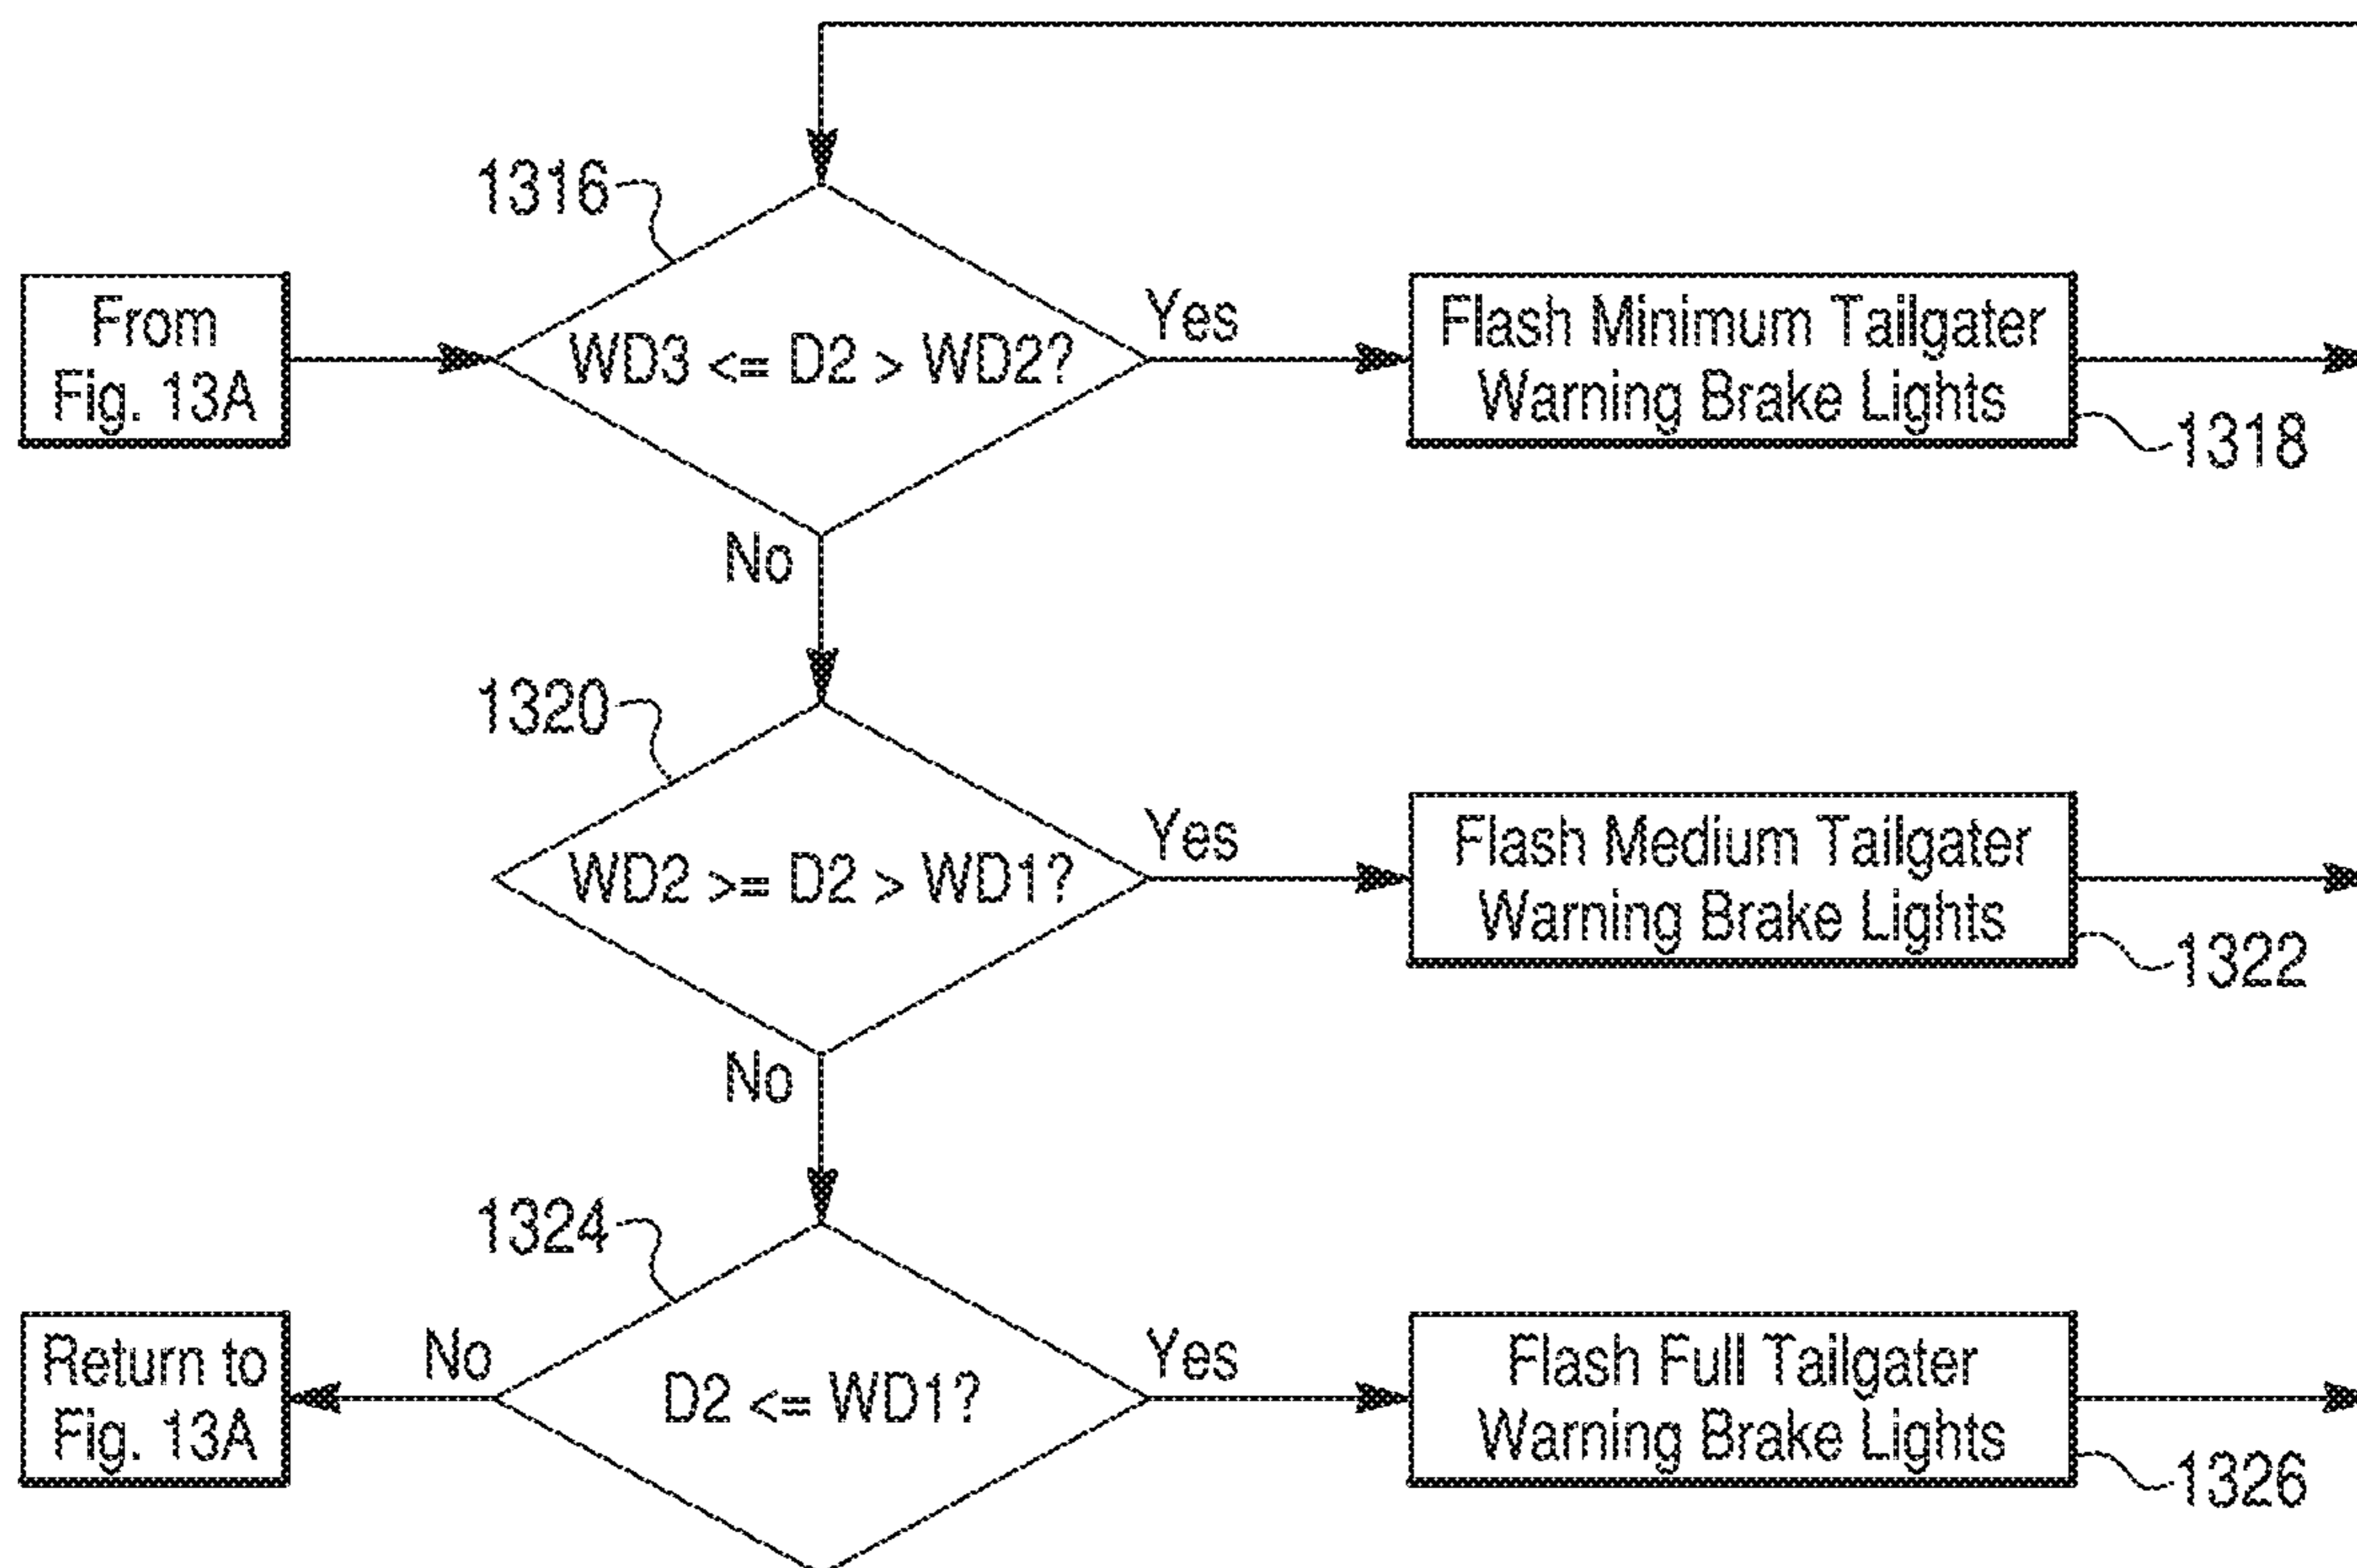 1316
From
Fig. 13A
WD3 <= D2 > WD2?
Yes
Flash Minimum Tailgater
Warning Brake Lights
1318
No
1320
WD2 >= D2 > WD1?
Yes
Flash Medium Tailgater
Warning Brake Lights
1322
No
1324
Return to
Fig. 13A
No
D2 <= WD1?
Yes
Flash Full Tailgater
Warning Brake Lights
1326